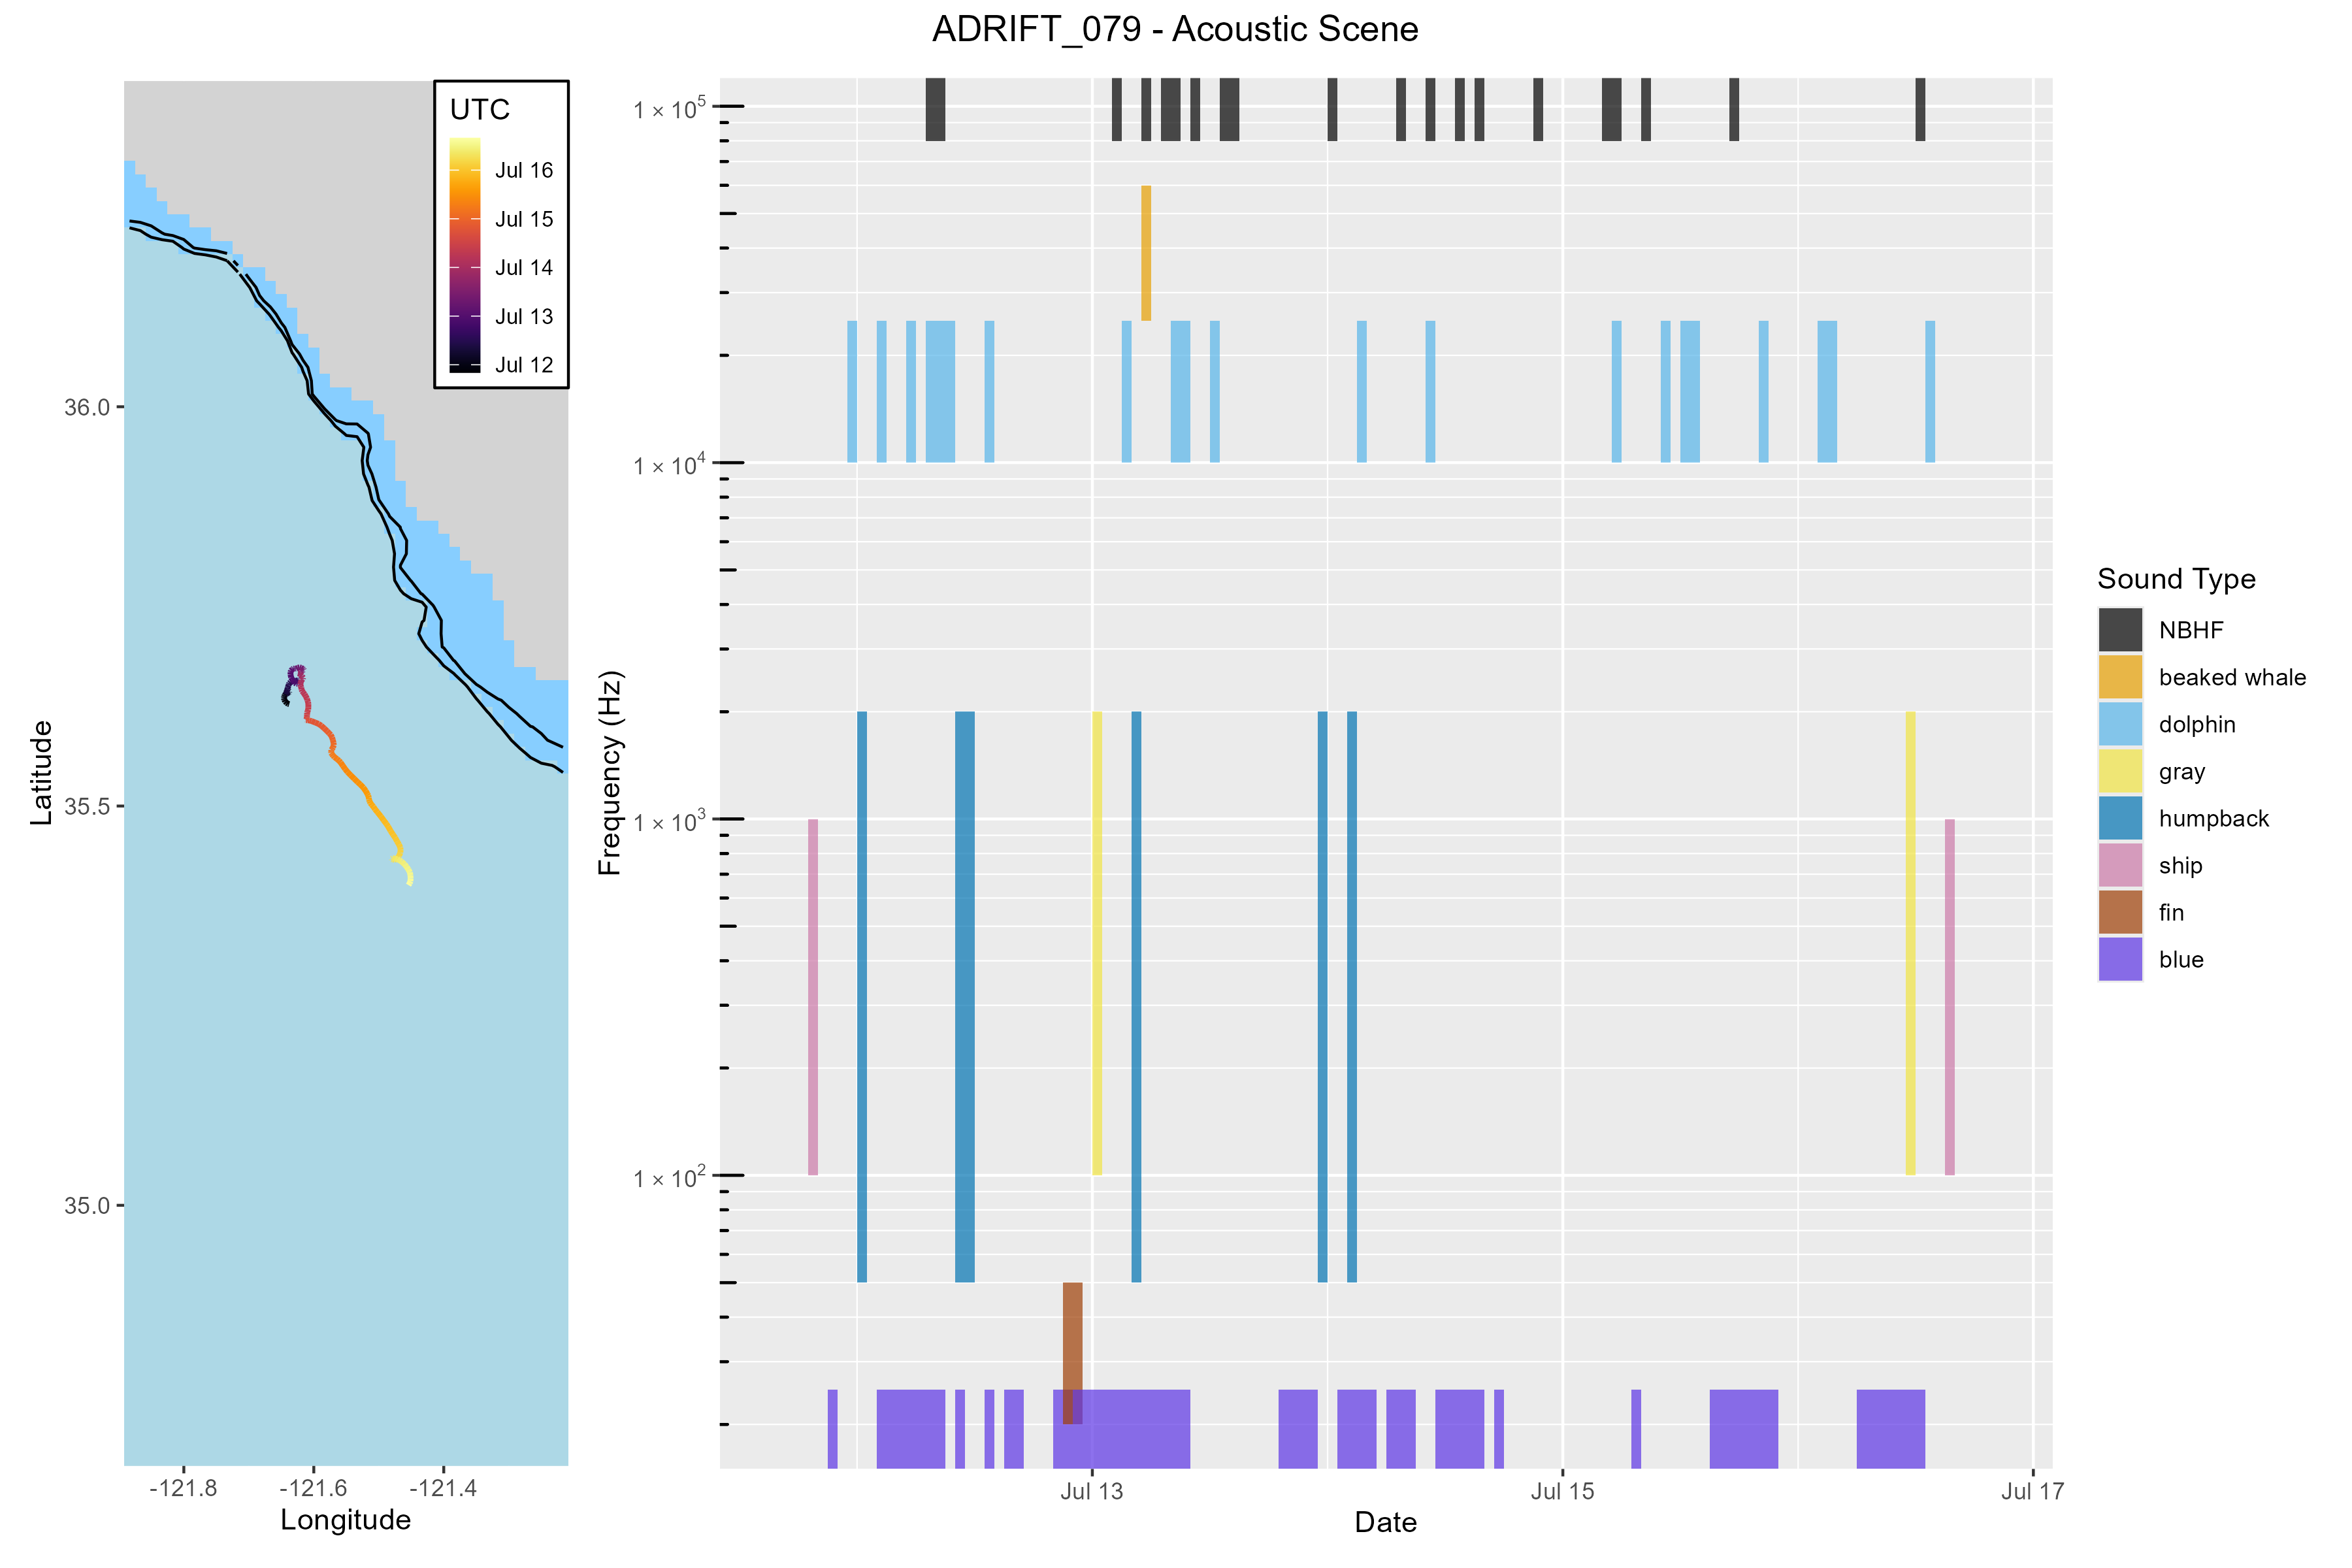 ADRIFT_079 - Acoustic Scene
UTC
Jul 16
Jul 15
Jul 14
Jul 13
Jul 12
36.0
35.5
35.0
Latitude
-121.8
-121.6
-121.4
Longitude
1 × 10⁵
1 × 10⁴
1 × 10³
1 × 10²
Frequency (Hz)
Jul 13
Jul 15
Jul 17
Date
Sound Type
NBHF
beaked whale
dolphin
gray
humpback
ship
fin
blue